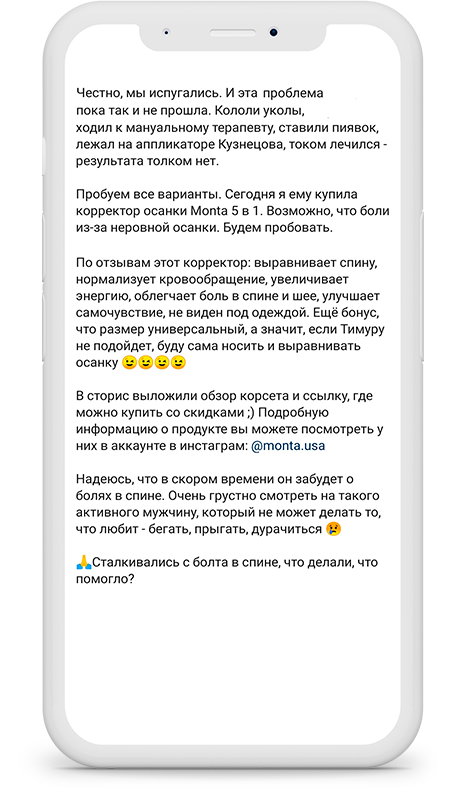 Честно, мы испугались. И эта проблема
пока так и не прошла. Кололи уколы,
ходил к мануальному терапевту, ставили пиявок,
лежал на аппликаторе Кузнецова, током лечился -
результата толком нет.
Пробуем все варианты. Сегодня я ему купила
корректор осанки Monta 5 в 1. Возможно, что боли
из-за неровной осанки. Будем пробовать.
По отзывам этот корректор: выравнивает спину,
нормализует кровообращение, увеличивает
энергию, облегчает боль в спине и шее, улучшает
самочувствие, не виден под одеждой. Ещё бонус,
что размер универсальный, а значит, если Тимуру
не подойдет, буду сама носить и выравнивать
осанку 😉😉😉😉
В сторис выложили обзор корсета и ссылку, где
можно купить со скидками ;) Подробную
информацию о продукте вы можете посмотреть у
них в аккаунте в инстаграм: @monta.usa
Надеюсь, что в скором времени он забудет о
болях в спине. Очень грустно смотреть на такого
активного мужчину, который не может делать то,
что любит - бегать, прыгать, дурачиться 😢
🙏Сталкивались с болта в спине, что делали, что
помогло?